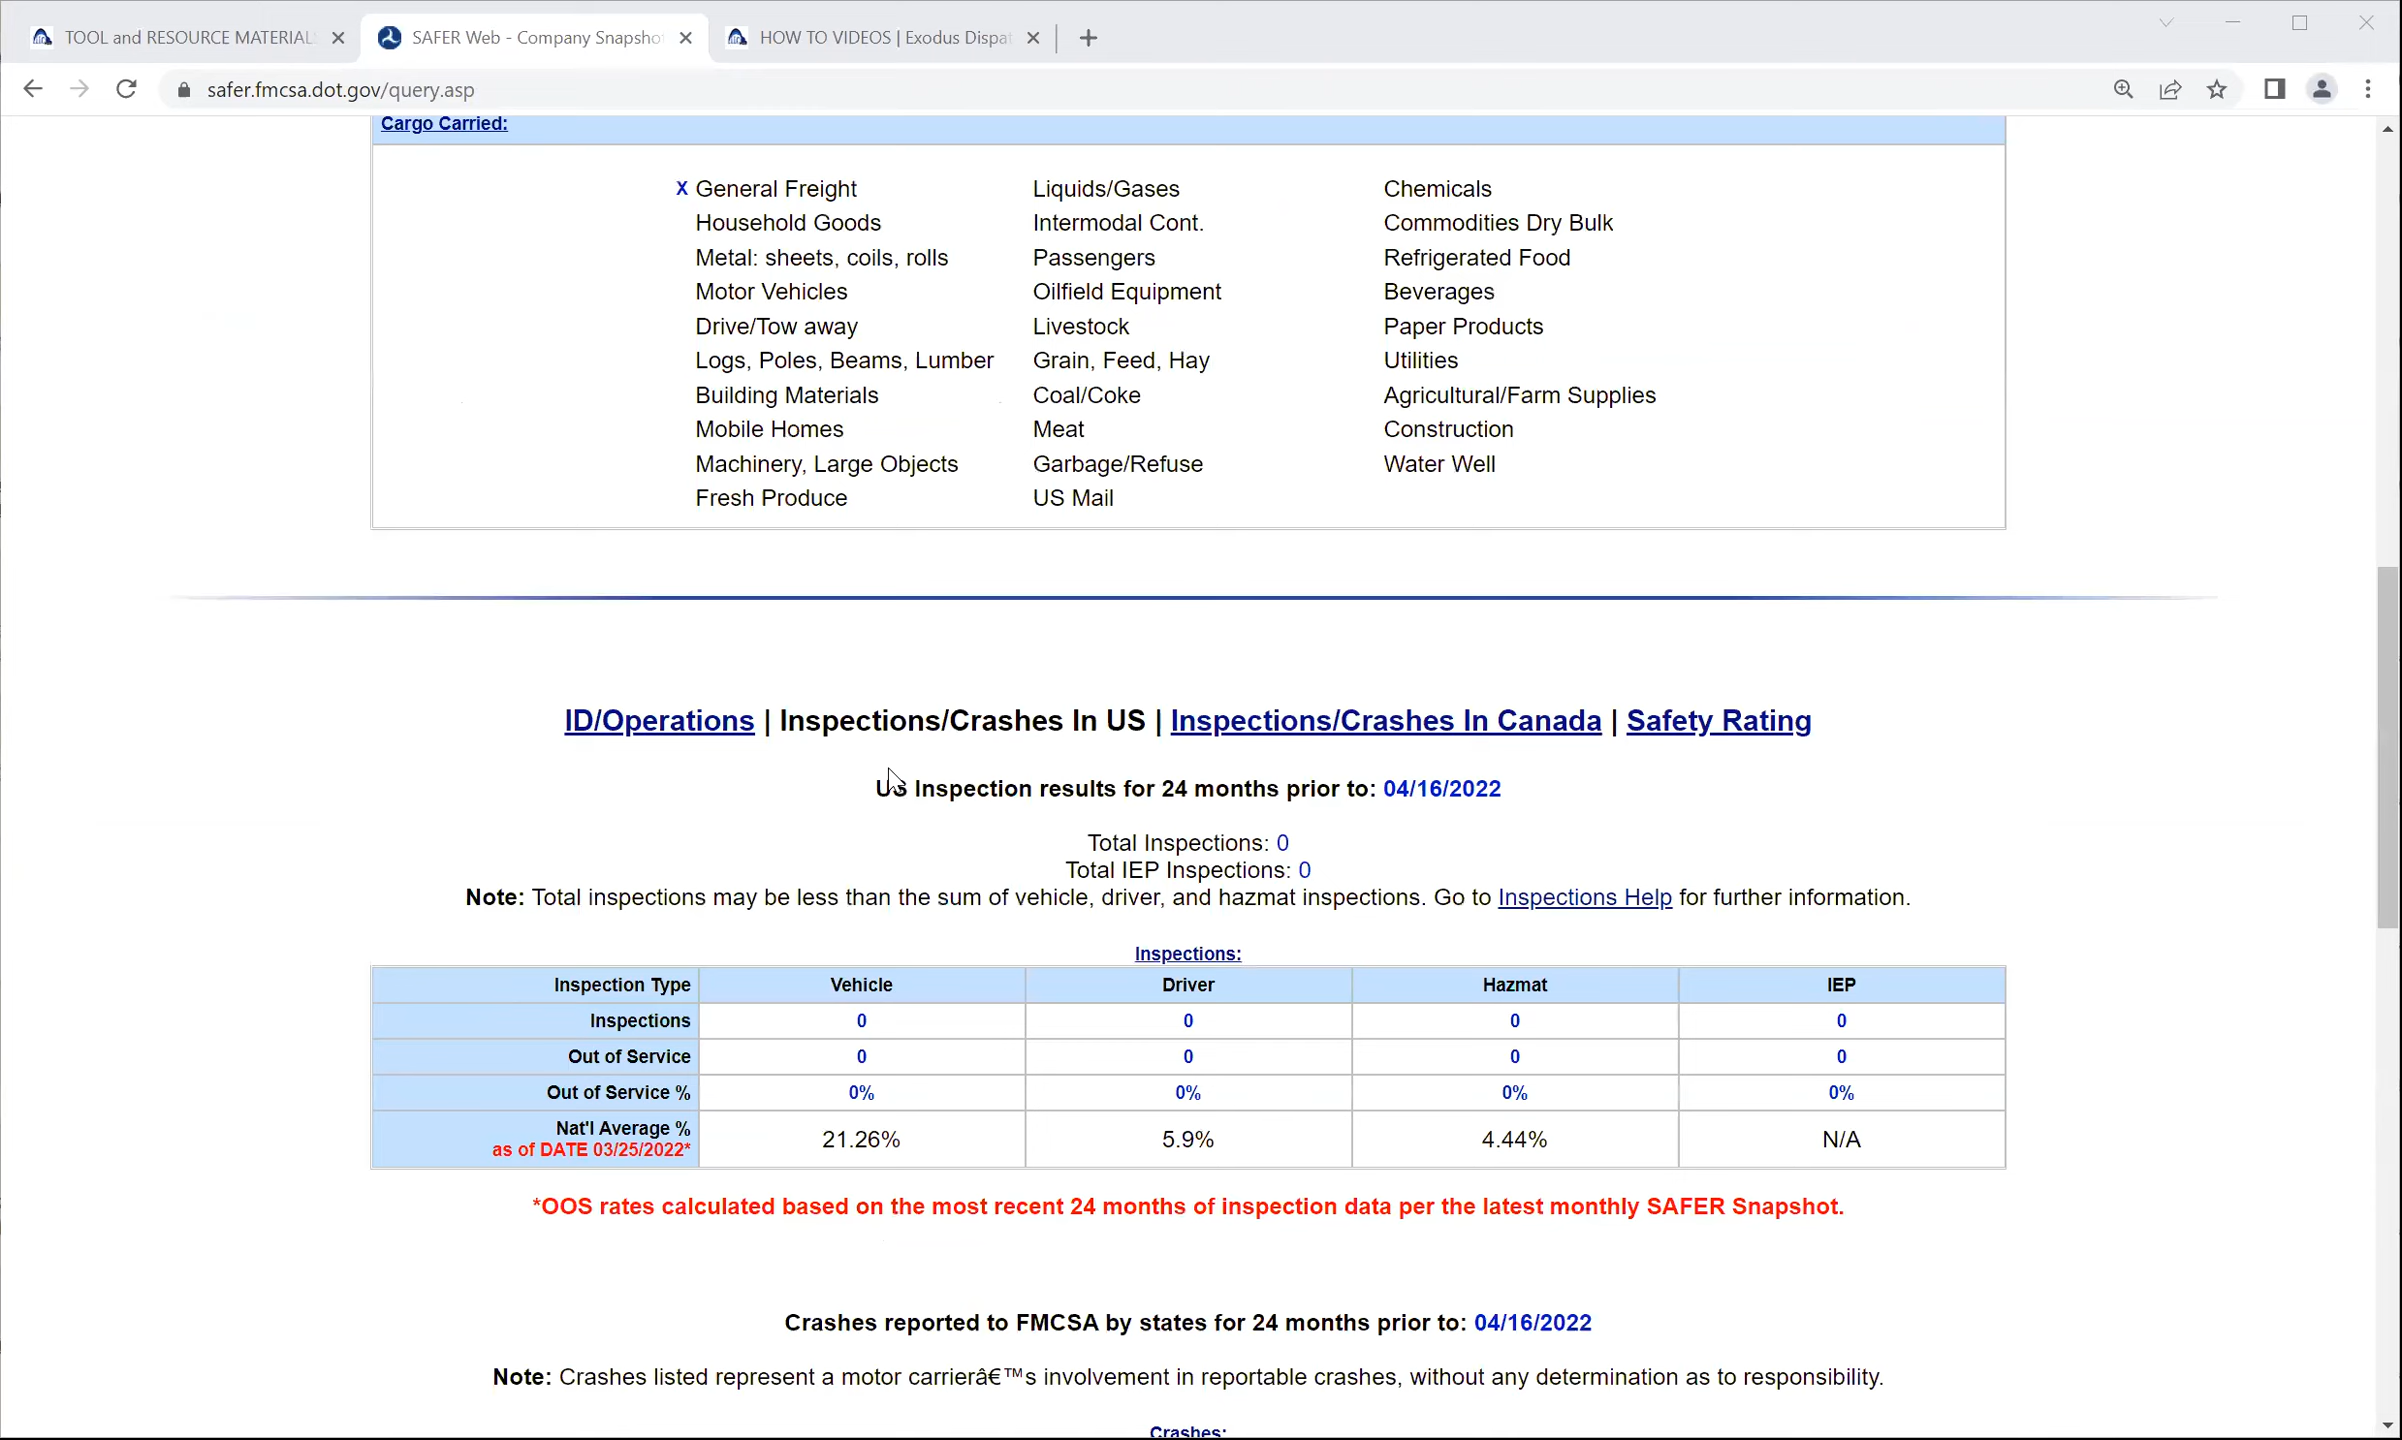 TOOL and RESOURCE MATERIALS
SAFER Web - Company Snapshot
HOW TO VIDEOS | Exodus Dispat
safer.fmcsa.dot.gov/query.asp
Cargo Carried:
X General Freight Liquids/Gases Chemicals
Household Goods Intermodal Cont. Commodities Dry Bulk
Metal: sheets, coils, rolls Passengers Refrigerated Food
Motor Vehicles Oilfield Equipment Beverages
Drive/Tow away Livestock Paper Products
Logs, Poles, Beams, Lumber Grain, Feed, Hay Utilities
Building Materials Coal/Coke Agricultural/Farm Supplies
Mobile Homes Meat Construction
Machinery, Large Objects Garbage/Refuse Water Well
Fresh Produce US Mail
ID/Operations | Inspections/Crashes In US | Inspections/Crashes In Canada | Safety Rating
US Inspection results for 24 months prior to: 04/16/2022
Total Inspections: 0
Total IEP Inspections: 0
Note: Total inspections may be less than the sum of vehicle, driver, and hazmat inspections. Go to Inspections Help for further information.
Inspections:
Inspection Type Vehicle Driver Hazmat IEP
Inspections 0 0 0 0
Out of Service 0 0 0 0
Out of Service % 0% 0% 0% 0%
Nat'l Average %
as of DATE 03/25/2022* 21.26% 5.9% 4.44% N/A
*OOS rates calculated based on the most recent 24 months of inspection data per the latest monthly SAFER Snapshot.
Crashes reported to FMCSA by states for 24 months prior to: 04/16/2022
Note: Crashes listed represent a motor carrierâ€™s involvement in reportable crashes, without any determination as to responsibility.
Crashes: